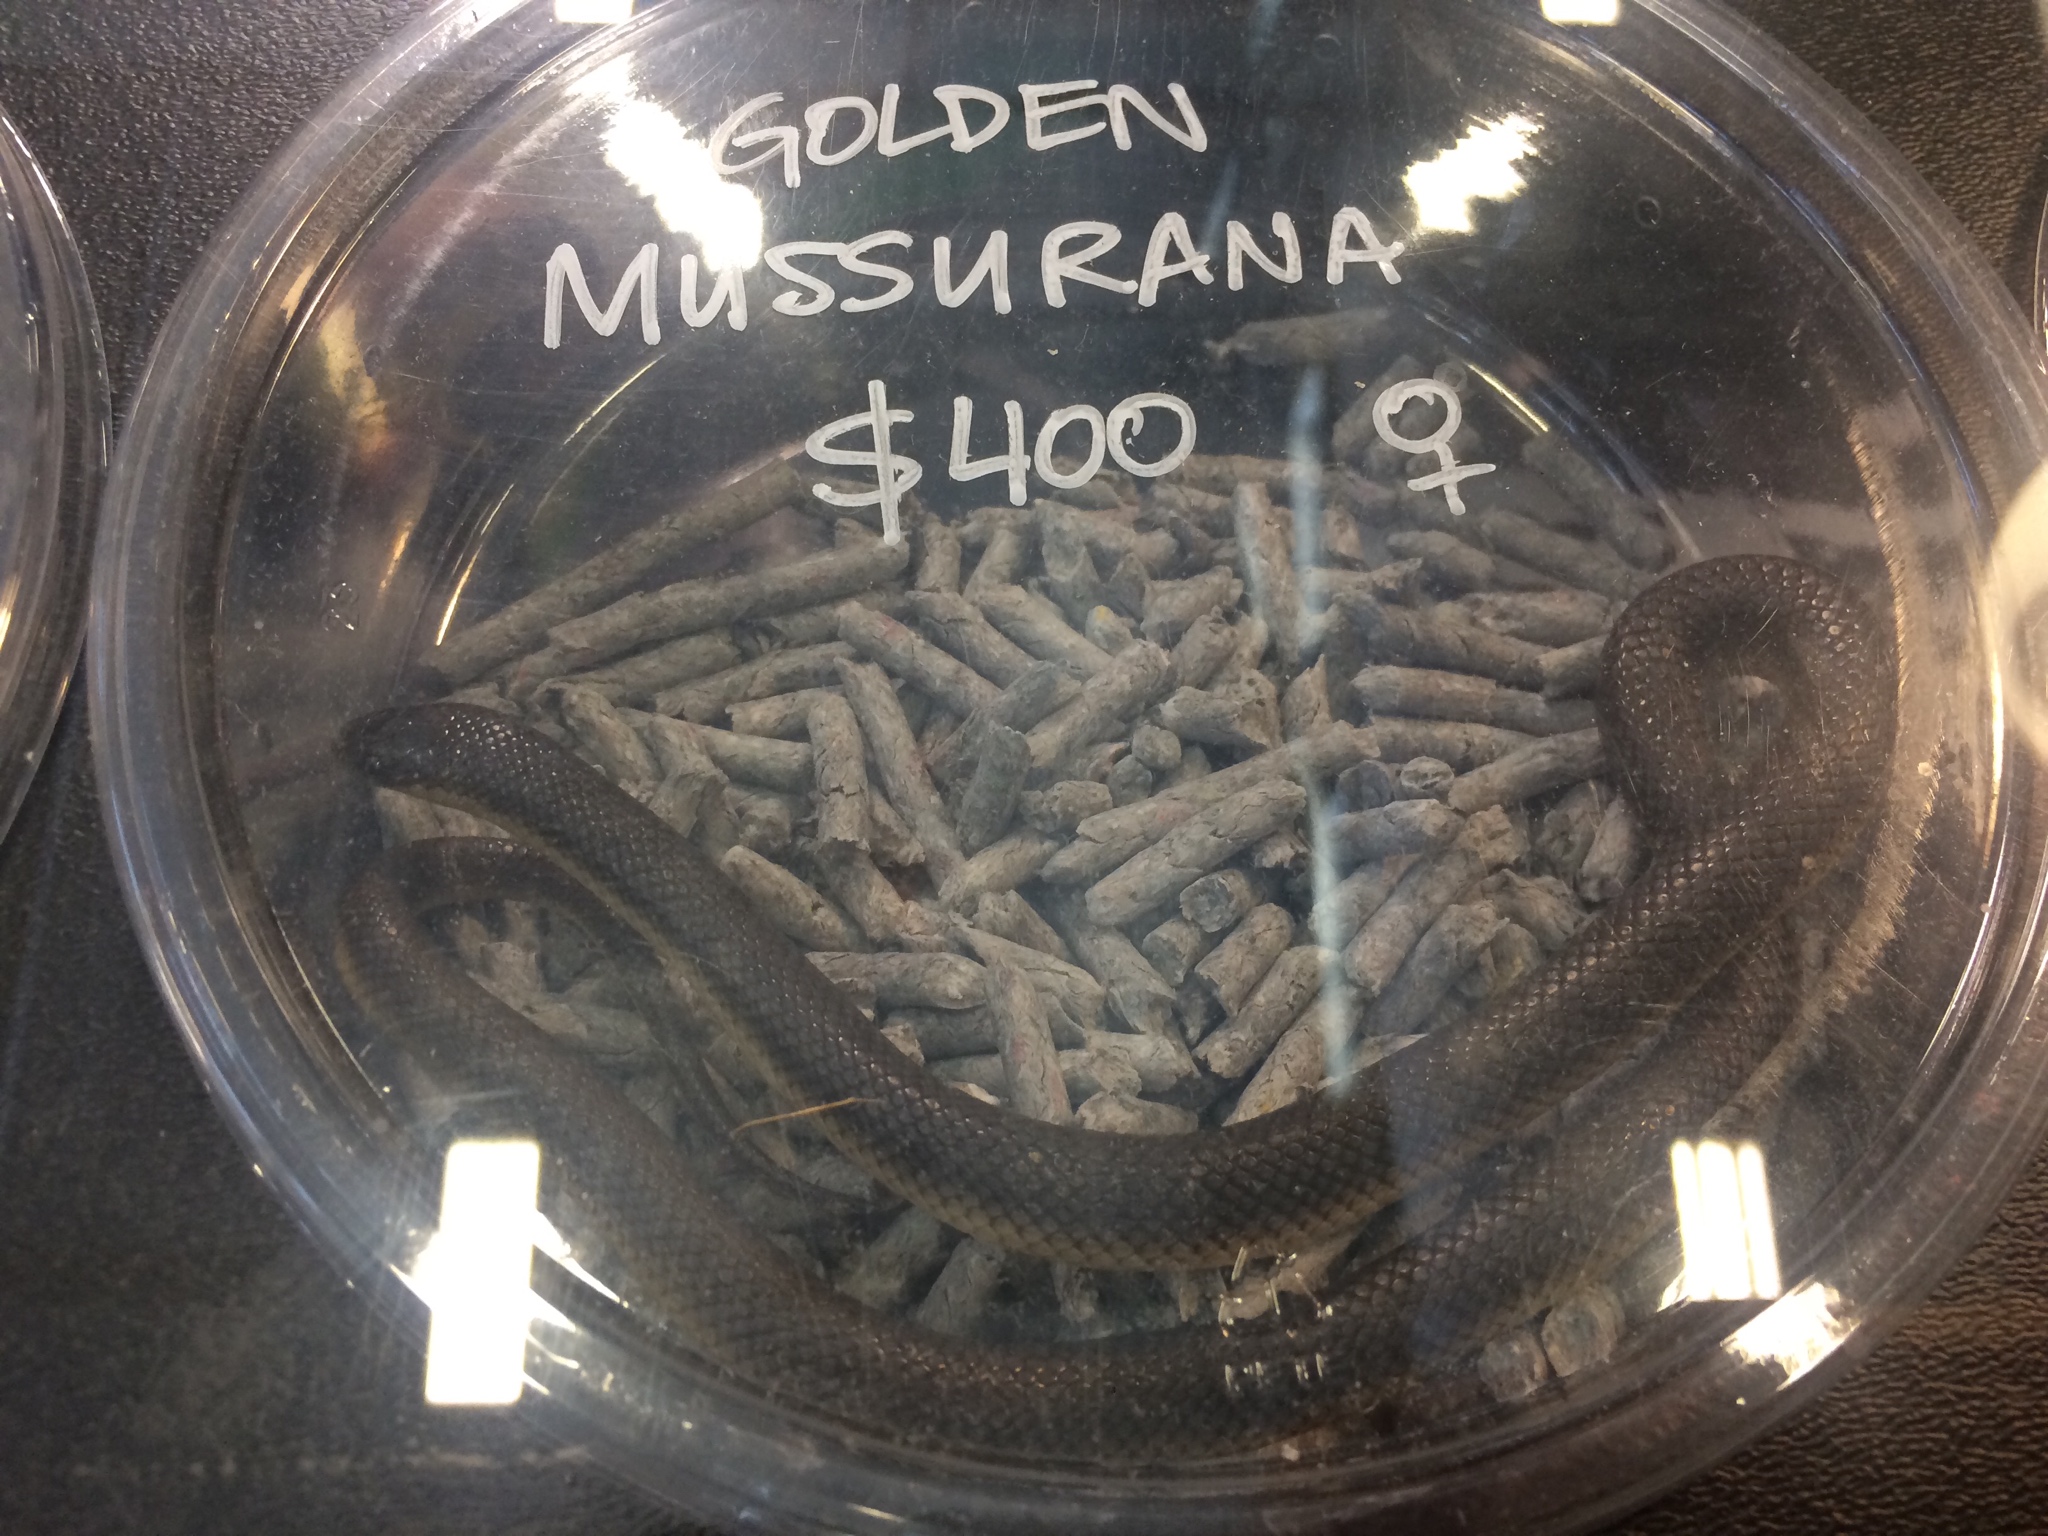 GOLDEN
MUSSURANA
$400 ♀